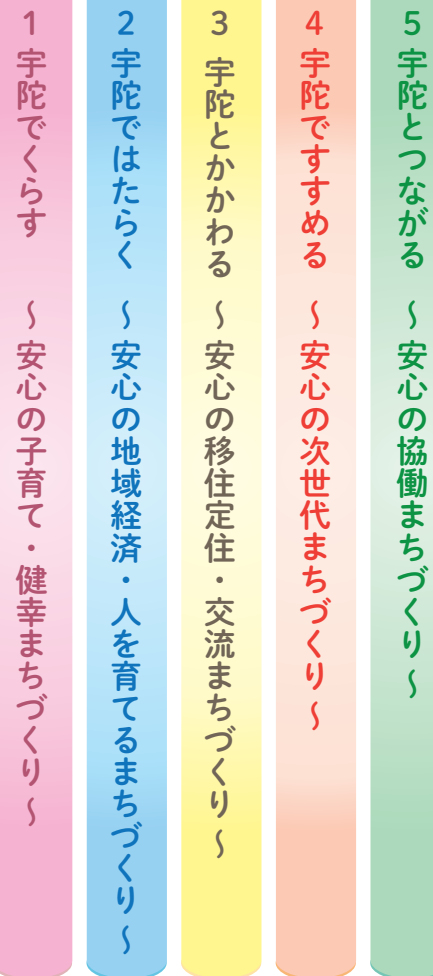 1 宇陀でくらす ～安心の子育て・健幸まちづくり～
2 宇陀ではたらく ～安心の地域経済・人を育てるまちづくり～
3 宇陀とかかわる ～安心の移住定住・交流まちづくり～
4 宇陀ですすめる ～安心の次世代まちづくり～
5 宇陀とつながる ～安心の協働まちづくり～